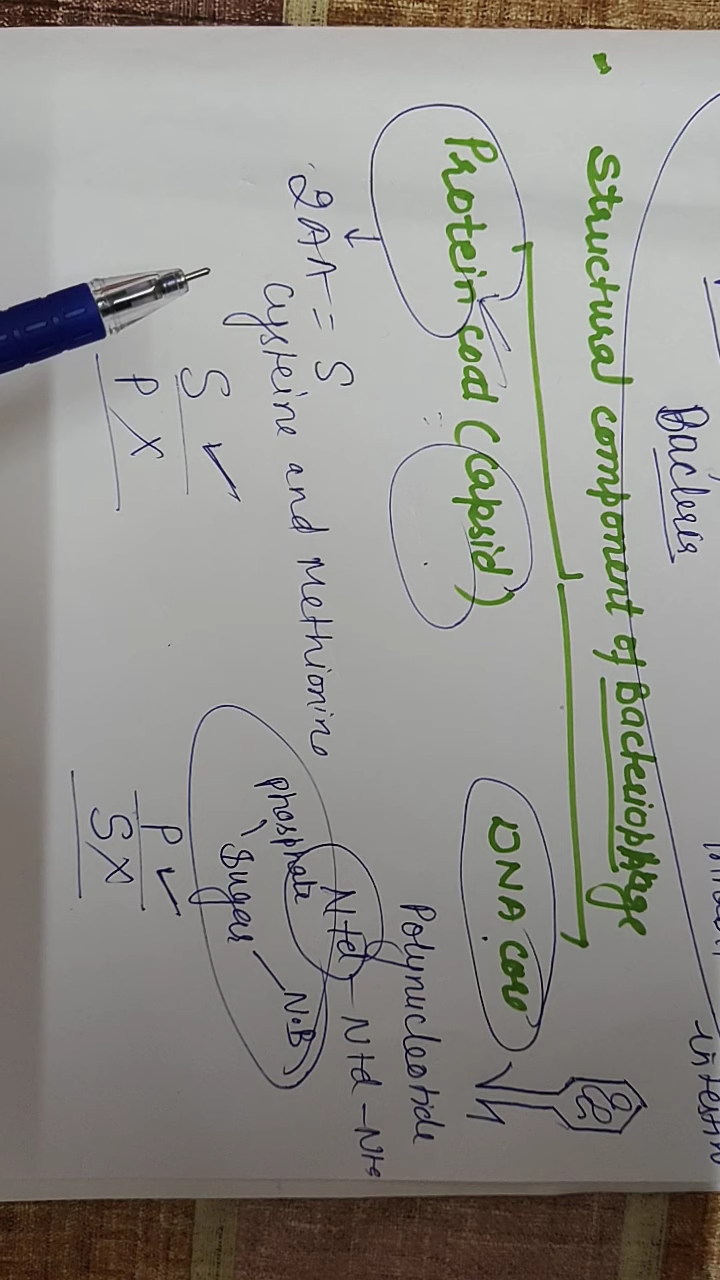 Bacteria
intestin
Structural component of Bacteriophage
Protein coat (Capsid)
DNA core
Polynucleotide
2AA = S
Cysteine and Methionine
Ntd - Ntd - Ntd
phosphate
Sugar - N.B
S ✓
P X
P ✓
S X